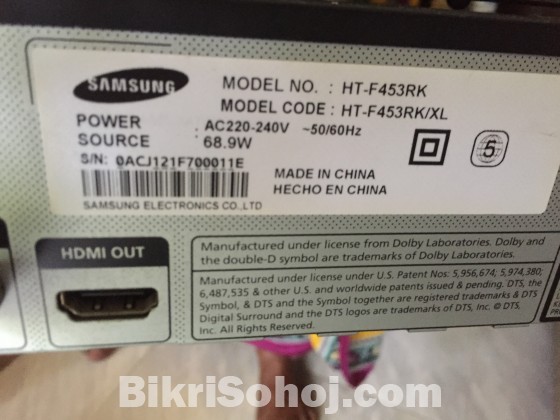 SAMSUNG
MODEL NO. : HT-F453RK
MODEL CODE : HT-F453RK/XL
POWER SOURCE : AC220-240V ~50/60Hz
68.9W
S/N: 0ACJ121F700011E
SAMSUNG ELECTRONICS CO.,LTD
5
MADE IN CHINA
HECHO EN CHINA
HDMI OUT
Manufactured under license from Dolby Laboratories. Dolby and
the double-D symbol are trademarks of Dolby Laboratories.
Manufactured under license under U.S. Patent Nos: 5,956,674; 5,974,380;
6,487,535 & other U.S. and worldwide patents issued & pending. DTS, the
Symbol, & DTS and the Symbol together are registered trademarks & DTS
Digital Surround and the DTS logos are trademarks of DTS, Inc. © DTS,
Inc. All Rights Reserved.
BikriSohoj.com